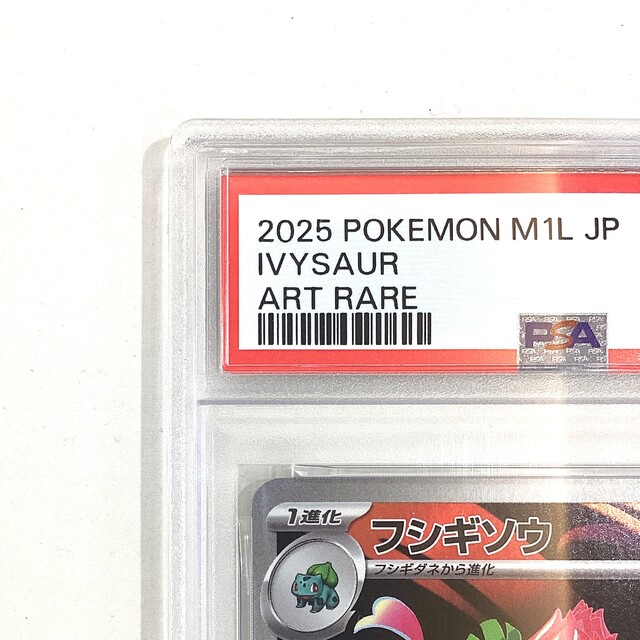 2025 POKEMON M1L JP
IVYSAUR
ART RARE
PSA
1進化
フシギソウ
フシギダネから進化